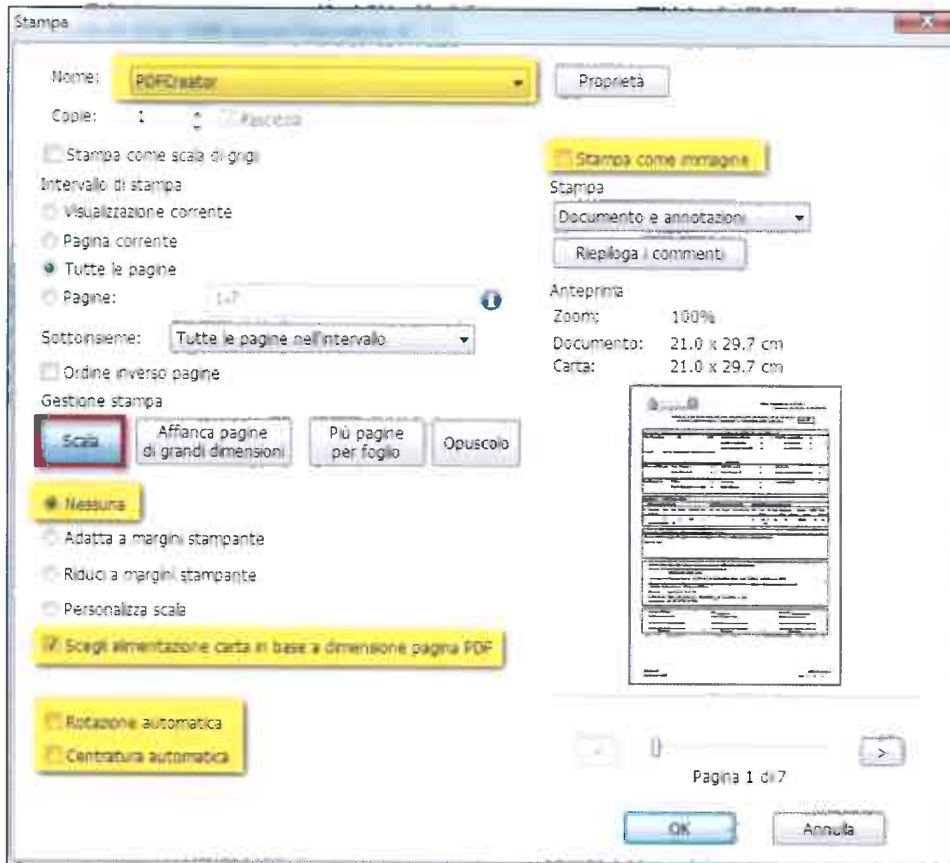 Stampa
Nome: PDFCreator Proprietà
Copie: 1 Fascicola
Stampa come scala di grigi
Stampa come immagine
Intervallo di stampa
Stampa
Visualizzazione corrente
Documento e annotazioni
Pagina corrente
Riepiloga i commenti
Tutte le pagine
Pagine: 1-7
Anteprima
Zoom: 100%
Sottoinsieme: Tutte le pagine nell'intervallo
Documento: 21.0 x 29.7 cm
Carta: 21.0 x 29.7 cm
Ordine inverso pagine
Gestione stampa
Scala
Affianca pagine
di grandi dimensioni
Più pagine
per foglio
Opuscolo
Nessuna
Adatta a margini stampante
Riduci a margini stampante
Personalizza scala
Scegli alimentazione carta in base a dimensione pagina PDF
Rotazione automatica
Centratura automatica
>
Pagina 1 di 7
OK Annulla